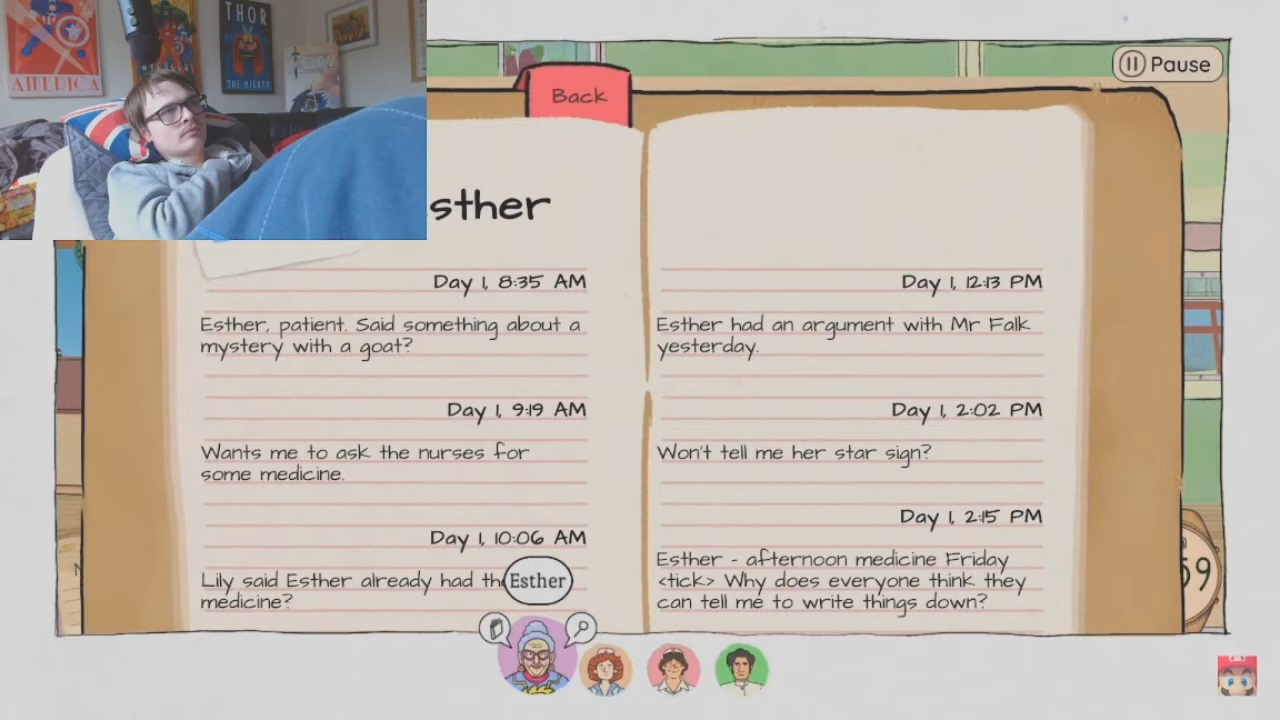 AMERICA
THOR
THE MIGHTY
Pause
Back
sther
Day 1, 8:35 AM
Esther, patient. Said something about a
mystery with a goat?
Day 1, 9:19 AM
Wants me to ask the nurses for
some medicine.
Day 1, 10:06 AM
Lily said Esther already had th
medicine?
Esther
Day 1, 12:13 PM
Esther had an argument with Mr Falk
yesterday.
Day 1, 2:02 PM
Won't tell me her star sign?
Day 1, 2:15 PM
Esther - afternoon medicine Friday
<tick> Why does everyone think they
can tell me to write things down?
59